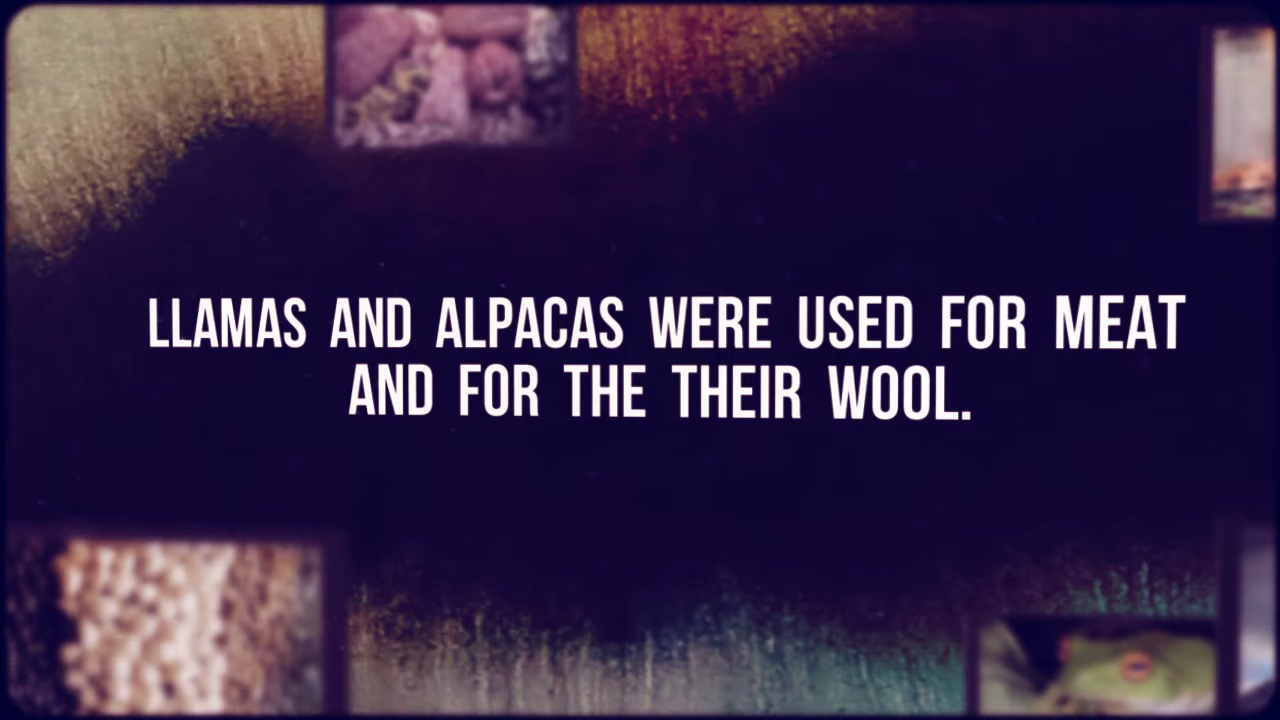 LLAMAS AND ALPACAS WERE USED FOR MEAT
AND FOR THE THEIR WOOL.